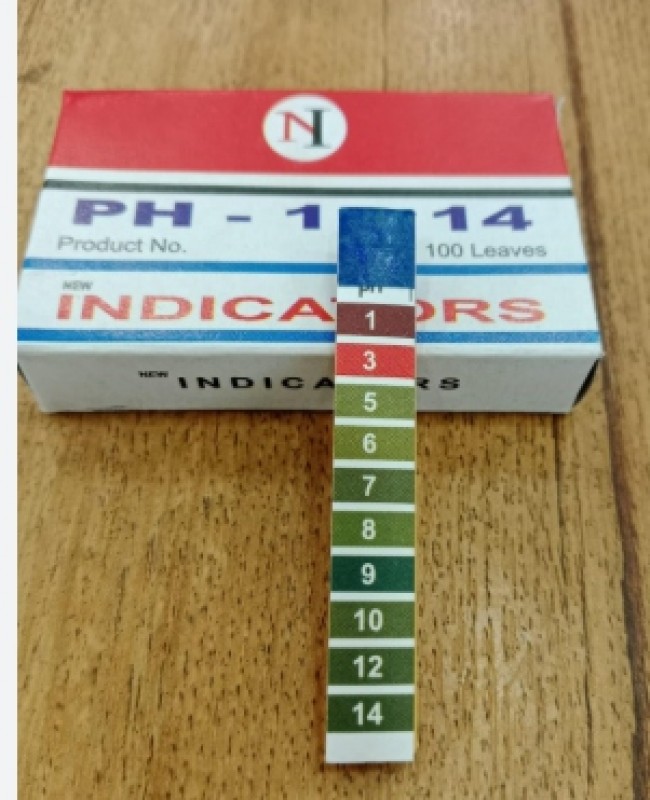 NI
PH - 1 14
Product No.
100 Leaves
NEW
INDICA ORS
NEW INDICA RS
pH
1
3
5
6
7
8
9
10
12
14